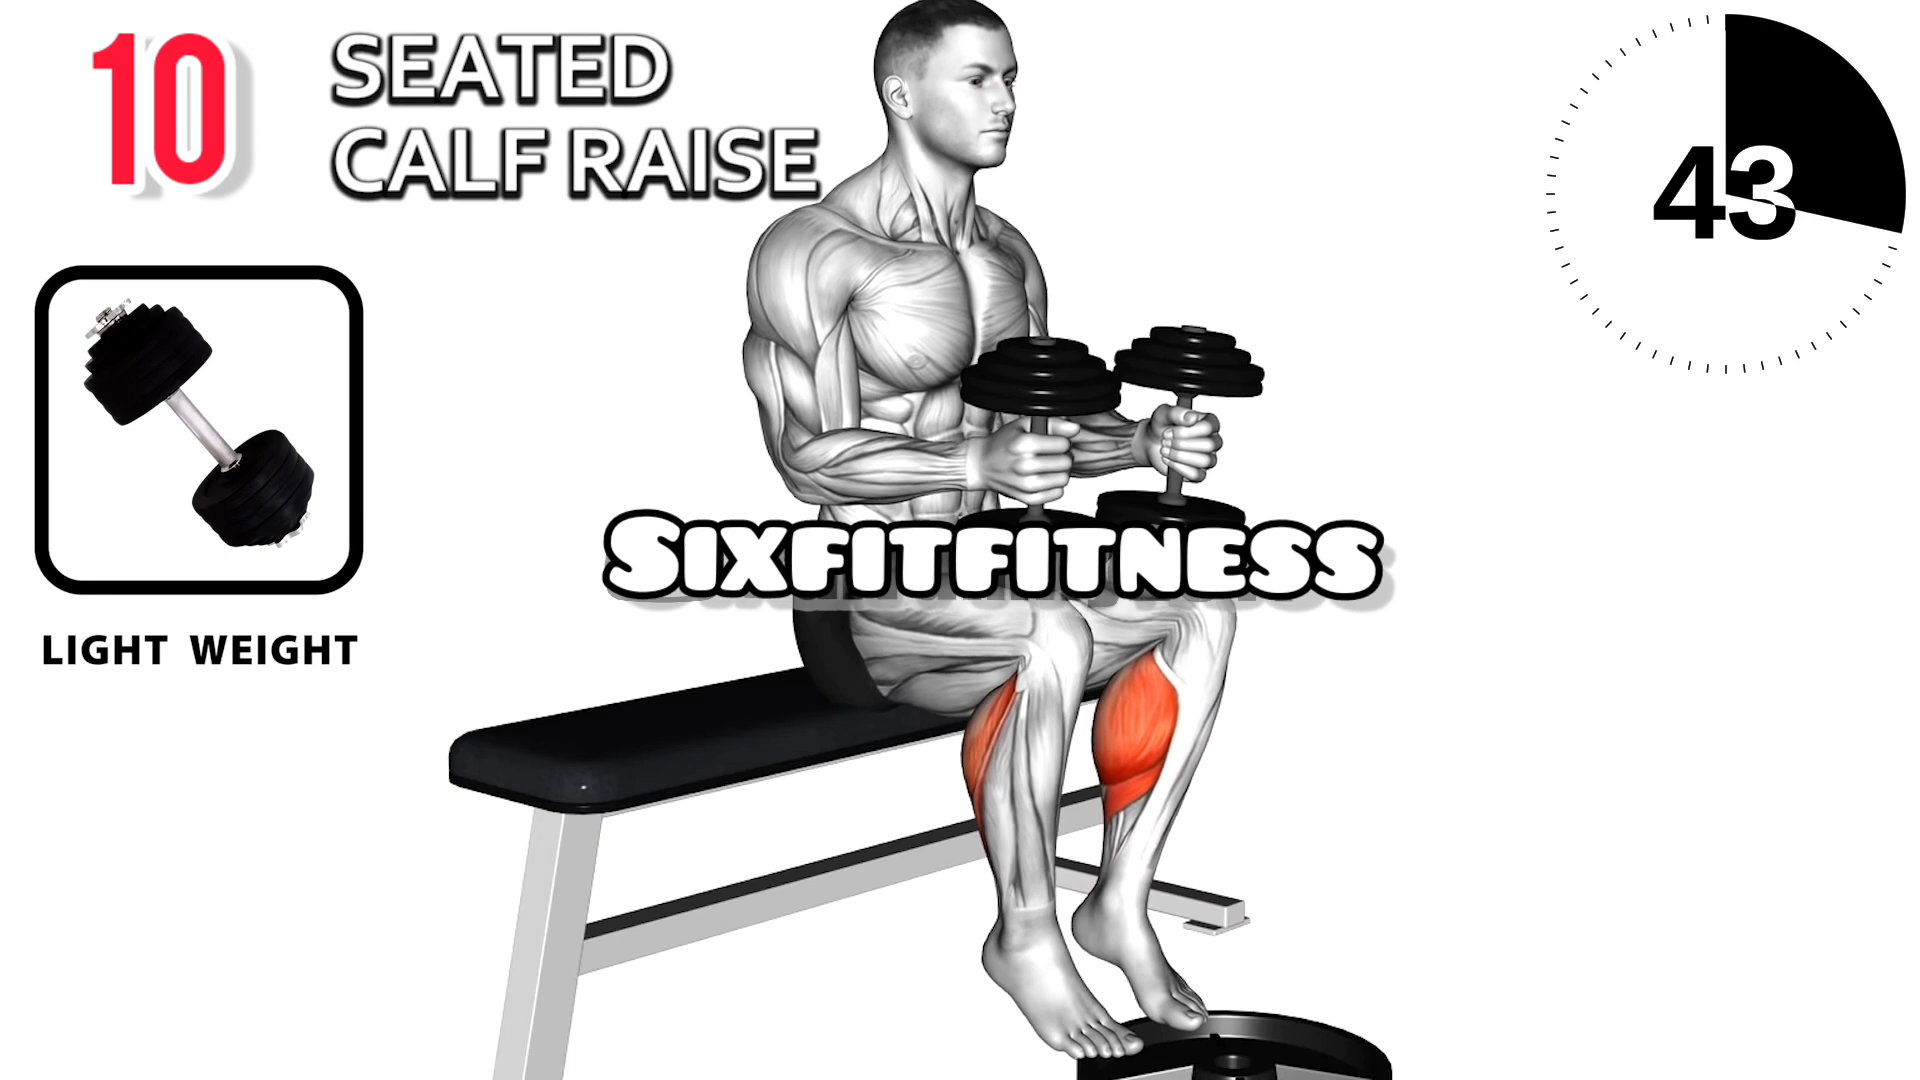 10
SEATED
CALF RAISE
43
SIXFITFITNESS
LIGHT WEIGHT